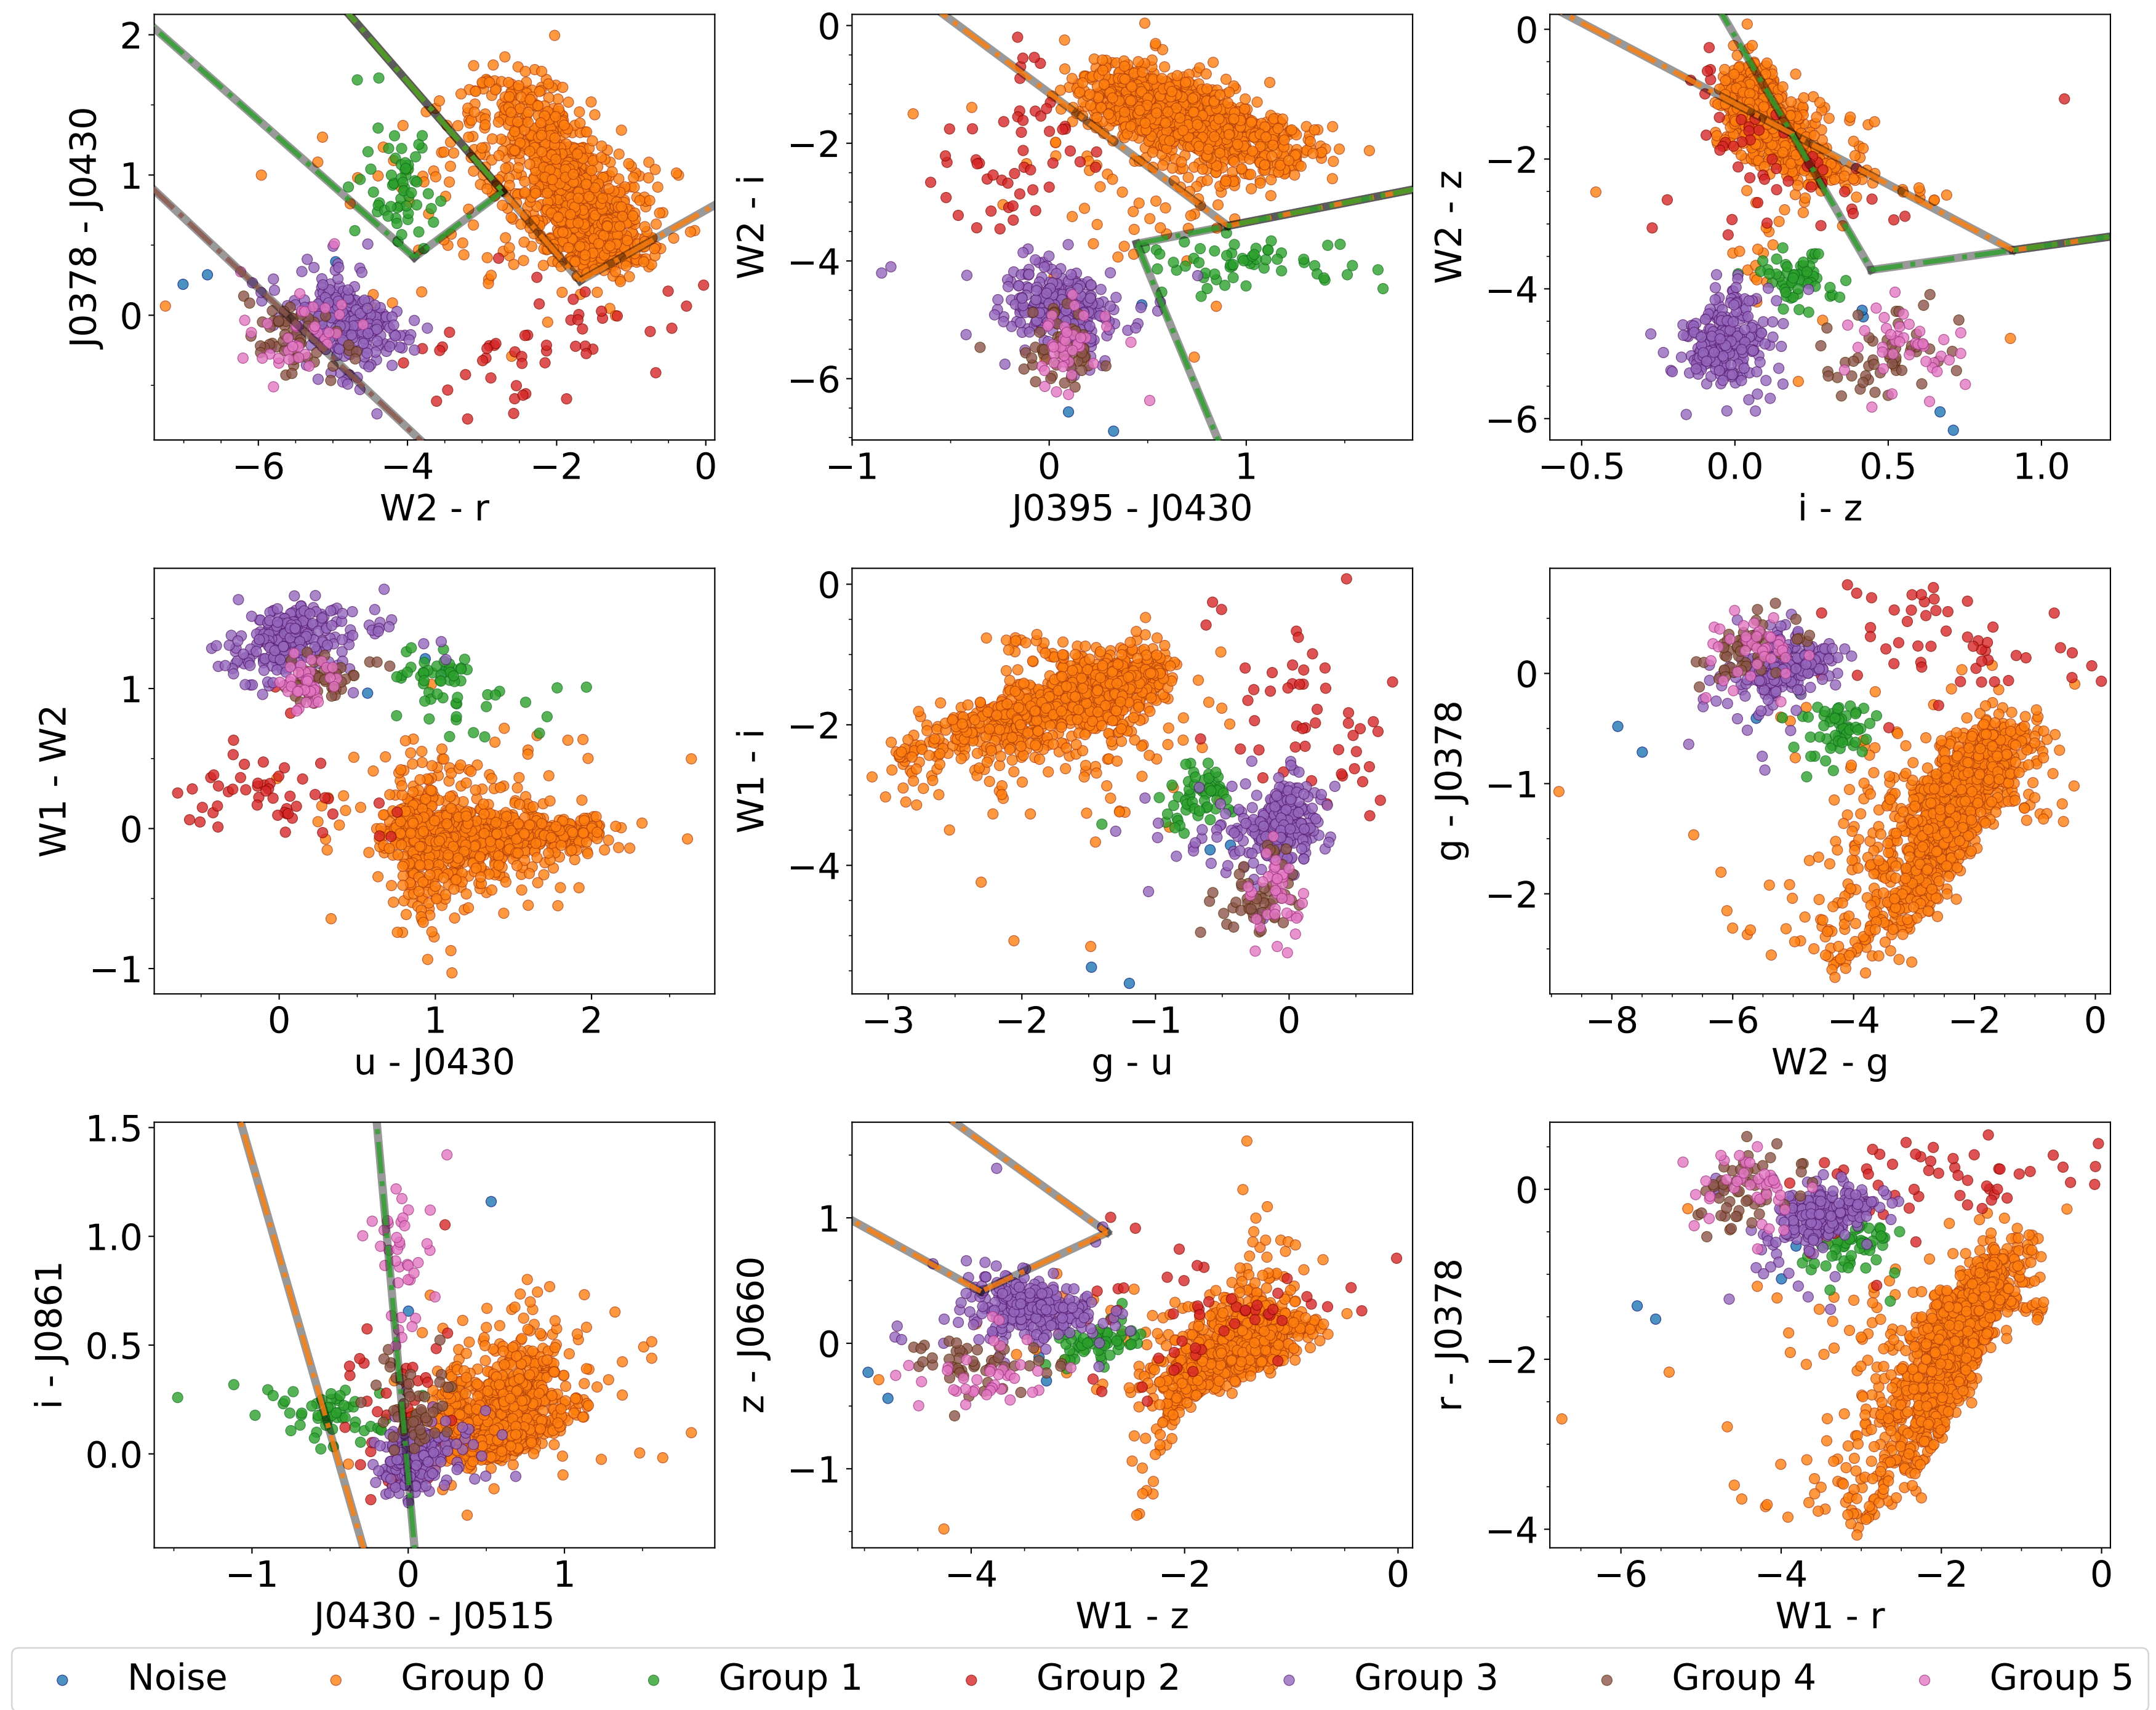 2
1
0
J0378 - J0430
−6
−4
−2
0
W2 - r
0
−2
−4
−6
W2 - i
−1
0
1
J0395 - J0430
0
−2
−4
−6
W2 - z
−0.5
0.0
0.5
1.0
i - z
1
0
−1
W1 - W2
0
1
2
u - J0430
0
−2
−4
W1 - i
−3
−2
−1
0
g - u
0
−1
−2
g - J0378
−8
−6
−4
−2
0
W2 - g
1.5
1.0
0.5
0.0
i - J0861
−1
0
1
J0430 - J0515
1
0
−1
z - J0660
−4
−2
0
W1 - z
0
−2
−4
r - J0378
−6
−4
−2
0
W1 - r
Noise
Group 0
Group 1
Group 2
Group 3
Group 4
Group 5